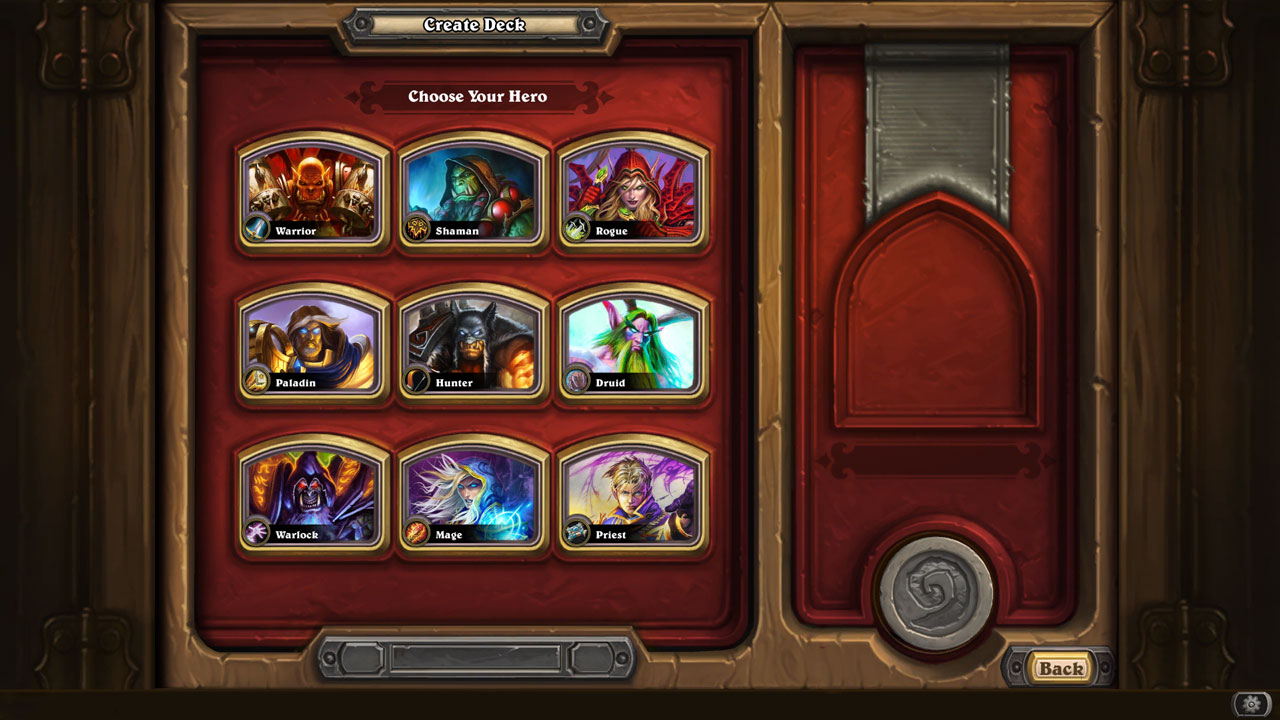 Create Deck
Choose Your Hero
Warrior
Shaman
Rogue
Paladin
Hunter
Druid
Warlock
Mage
Priest
Back